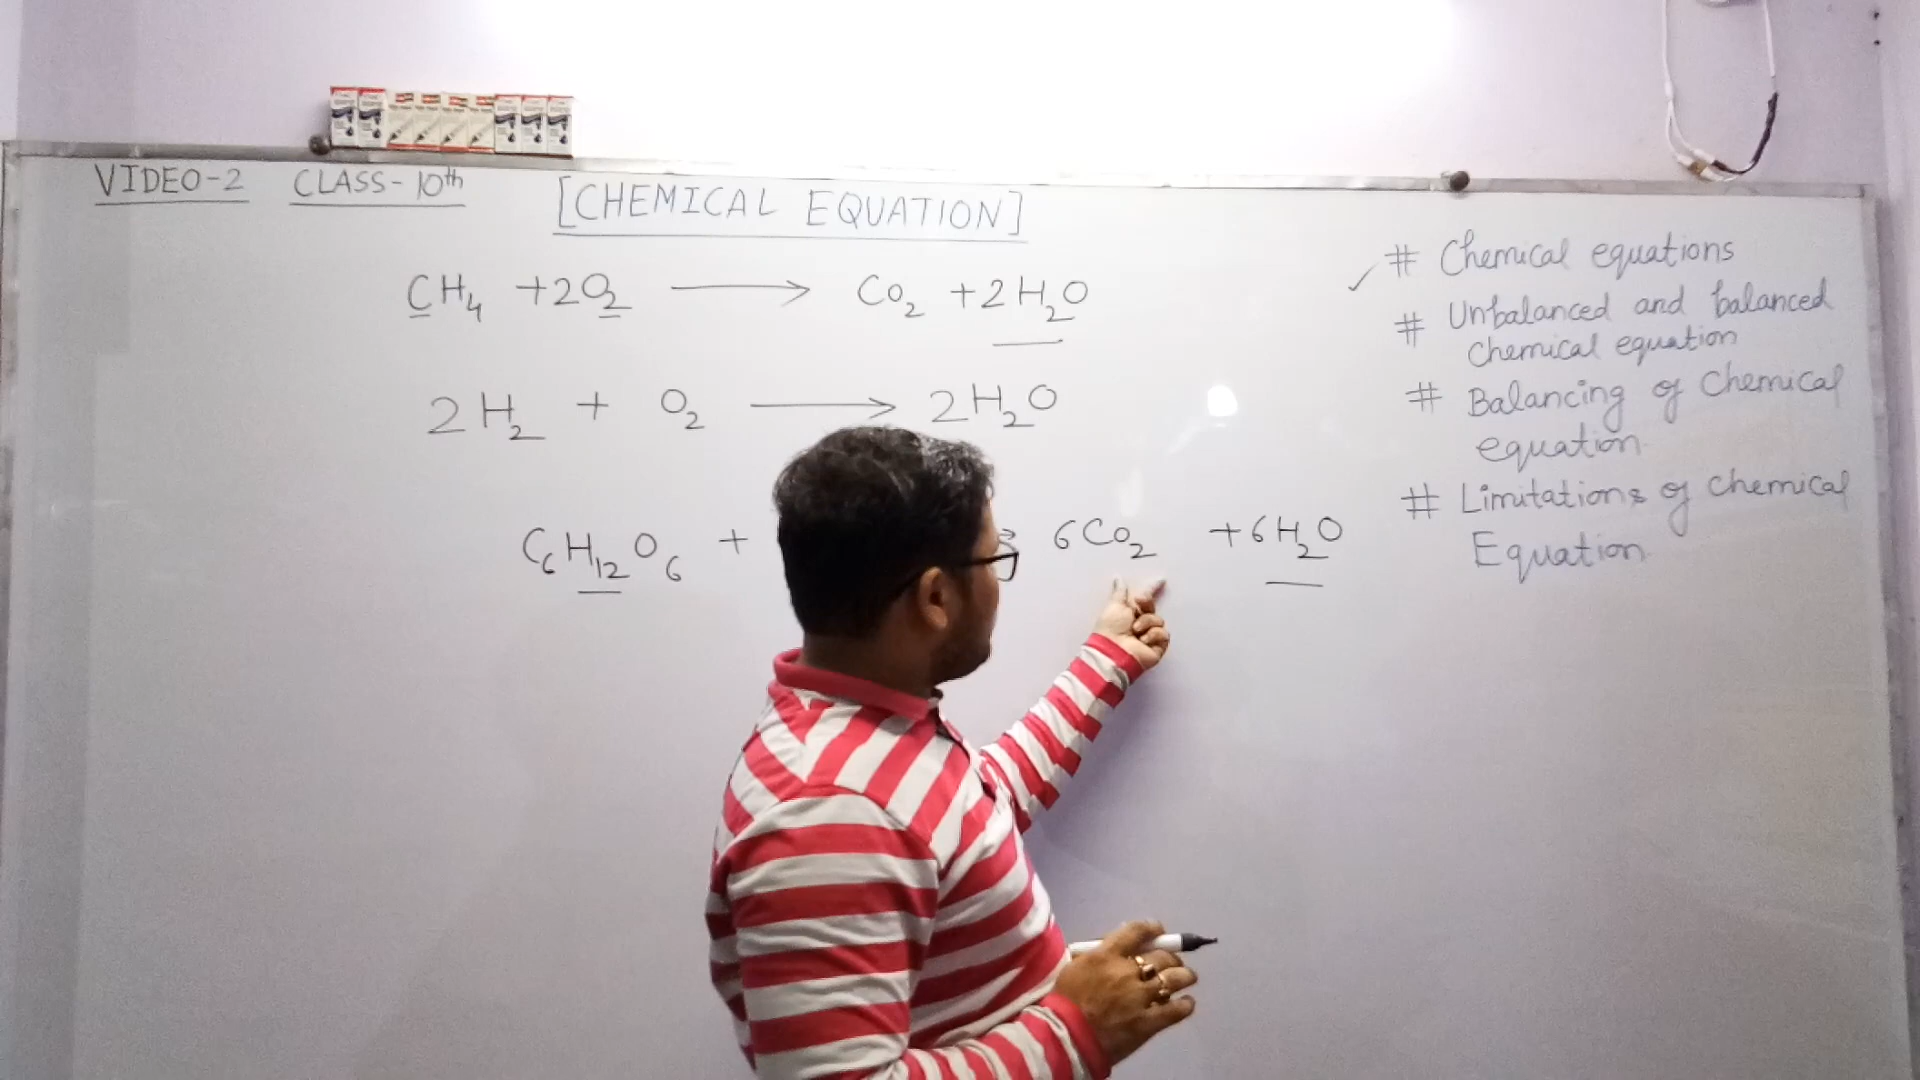 VIDEO-2 CLASS-10th
[CHEMICAL EQUATION]
CH₄ +2O₂ ⟶ CO₂ +2H₂O
2H₂ + O₂ ⟶ 2H₂O
C₆H₁₂O₆ + 6CO₂ +6H₂O
# Chemical equations
# Unbalanced and balanced
chemical equation
# Balancing of Chemical
equation
# Limitations of chemical
Equation